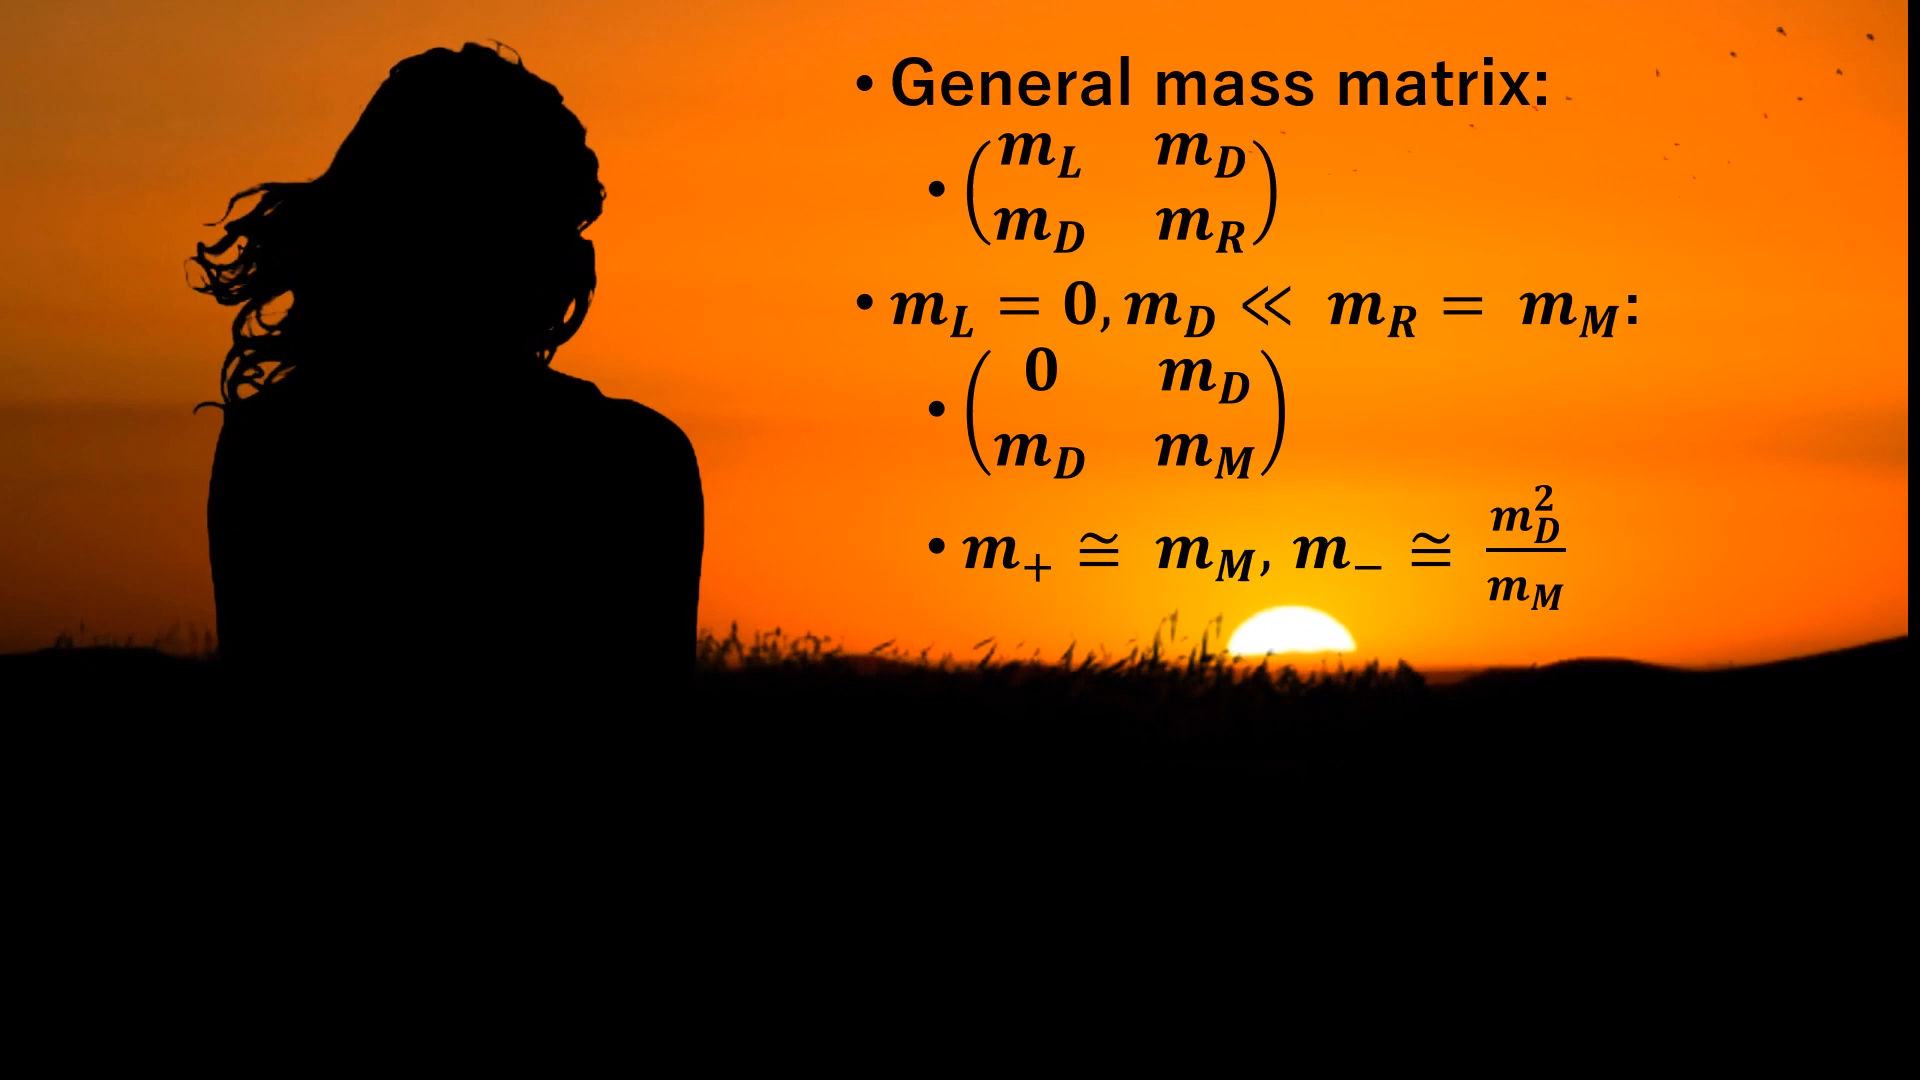 • General mass matrix:
• (m_L m_D
m_D m_R)
• m_L = 0, m_D ≪ m_R = m_M:
• (0 m_D
m_D m_M)
• m_+ ≅ m_M, m_− ≅ m_D^2/m_M